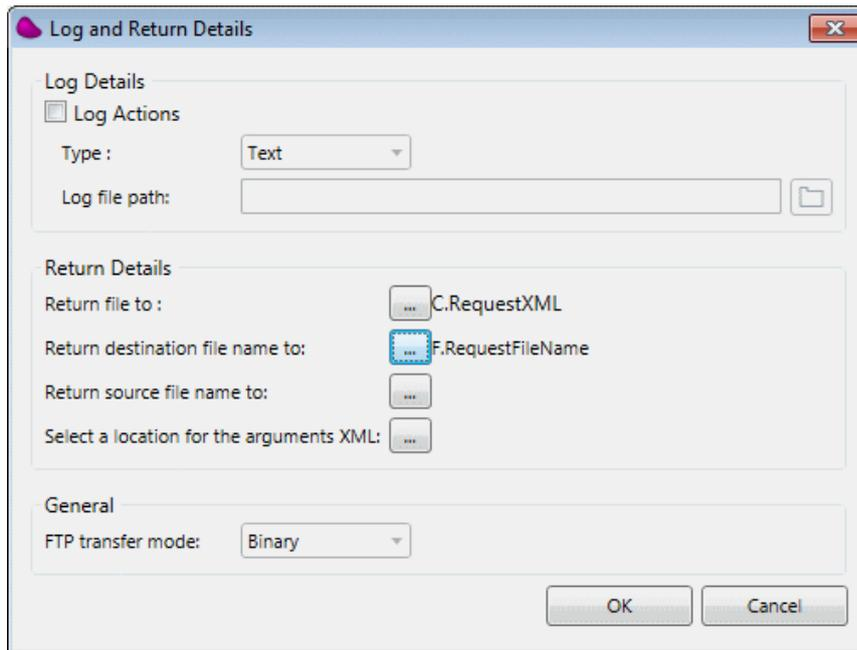 Log and Return Details
Log Details
Log Actions
Type : Text
Log file path:
Return Details
Return file to : ... C.RequestXML
Return destination file name to: ... F.RequestFileName
Return source file name to: ...
Select a location for the arguments XML: ...
General
FTP transfer mode: Binary
OK Cancel